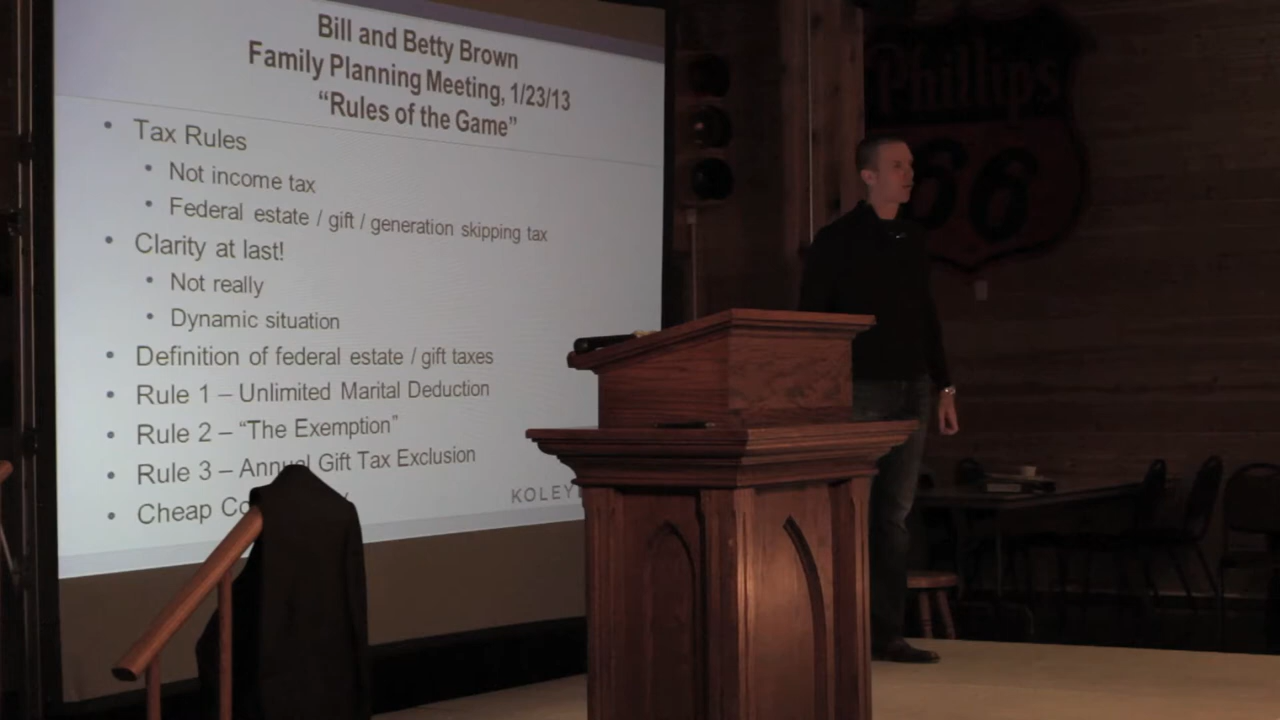 Bill and Betty Brown
Family Planning Meeting, 1/23/13
“Rules of the Game”
• Tax Rules
• Not income tax
• Federal estate / gift / generation skipping tax
• Clarity at last!
• Not really
• Dynamic situation
• Definition of federal estate / gift taxes
• Rule 1 – Unlimited Marital Deduction
• Rule 2 – “The Exemption”
• Rule 3 – Annual Gift Tax Exclusion
• Cheap
KOLEY
Phillips
66